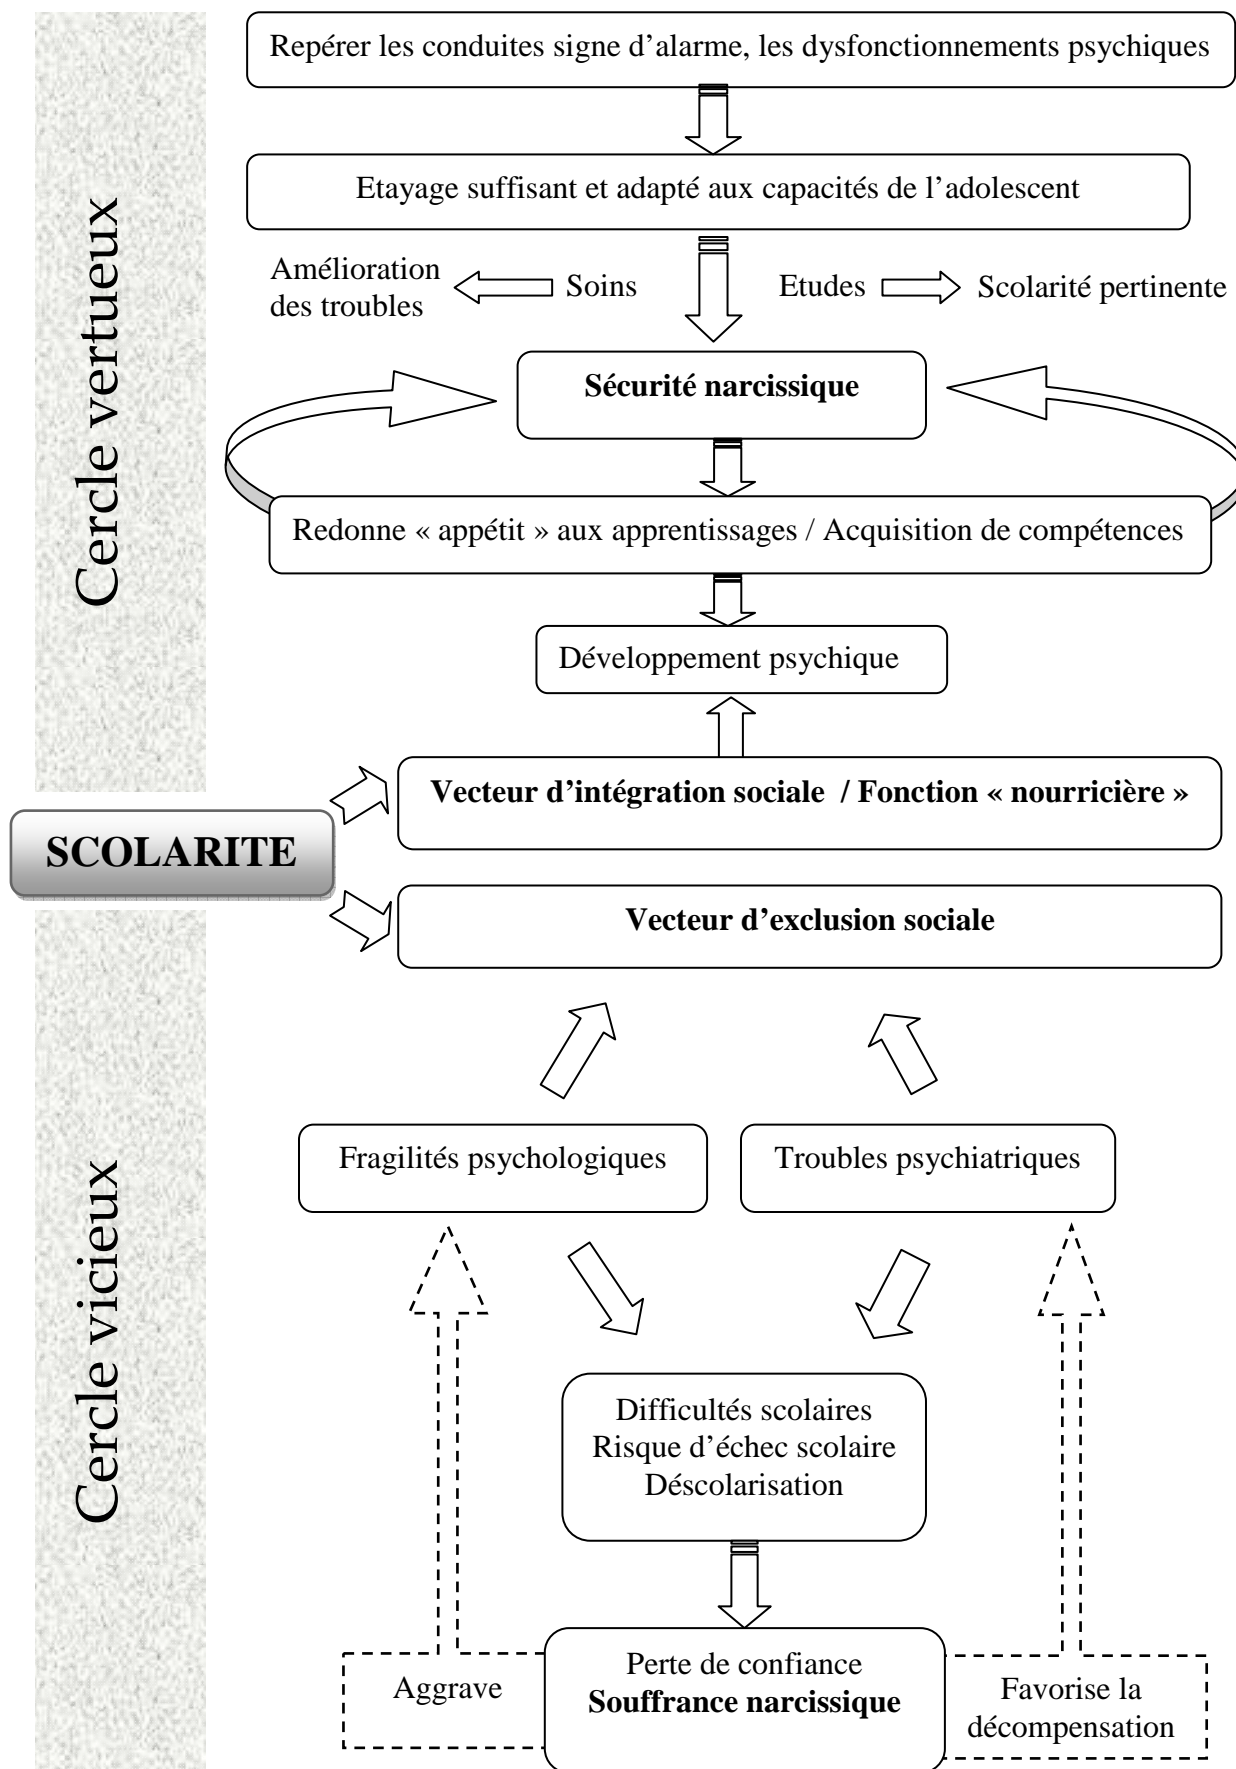 Repérer les conduites signe d’alarme, les dysfonctionnements psychiques
Etayage suffisant et adapté aux capacités de l’adolescent
Amélioration
des troubles
Soins
Etudes
Scolarité pertinente
Sécurité narcissique
Redonne « appétit » aux apprentissages / Acquisition de compétences
Développement psychique
Cercle vertueux
Vecteur d’intégration sociale / Fonction « nourricière »
SCOLARITE
Vecteur d’exclusion sociale
Cercle vicieux
Fragilités psychologiques
Troubles psychiatriques
Difficultés scolaires
Risque d’échec scolaire
Déscolarisation
Aggrave
Perte de confiance
Souffrance narcissique
Favorise la
décompensation